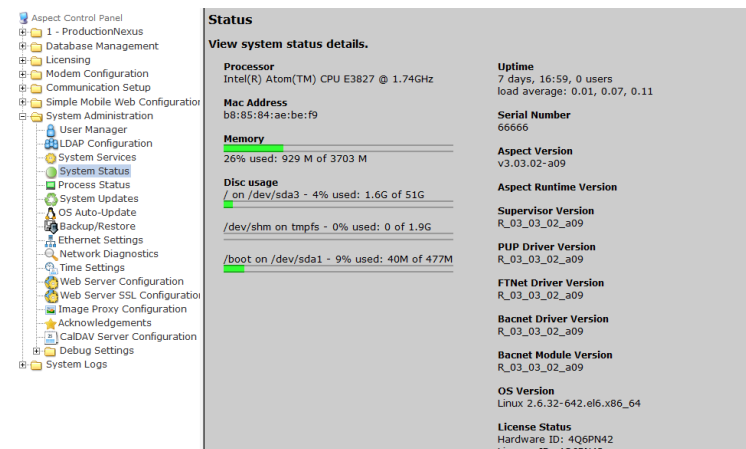 Aspect Control Panel
1 - ProductionNexus
Database Management
Licensing
Modem Configuration
Communication Setup
Simple Mobile Web Configuration
System Administration
User Manager
LDAP Configuration
System Services
System Status
Process Status
System Updates
OS Auto-Update
Backup/Restore
Ethernet Settings
Network Diagnostics
Time Settings
Web Server Configuration
Web Server SSL Configuratio
Image Proxy Configuration
Acknowledgements
CalDAV Server Configuration
Debug Settings
System Logs
Status
View system status details.
Processor
Intel(R) Atom(TM) CPU E3827 @ 1.74GHz
Mac Address
b8:85:84:ae:be:f9
Memory
26% used: 929 M of 3703 M
Disc usage
/ on /dev/sda3 - 4% used: 1.6G of 51G
/dev/shm on tmpfs - 0% used: 0 of 1.9G
/boot on /dev/sda1 - 9% used: 40M of 477M
Uptime
7 days, 16:59, 0 users
load average: 0.01, 0.07, 0.11
Serial Number
66666
Aspect Version
v3.03.02-a09
Aspect Runtime Version
Supervisor Version
R_03_03_02_a09
PUP Driver Version
R_03_03_02_a09
FTNet Driver Version
R_03_03_02_a09
Bacnet Driver Version
R_03_03_02_a09
Bacnet Module Version
R_03_03_02_a09
OS Version
Linux 2.6.32-642.el6.x86_64
License Status
Hardware ID: 4Q6PN42